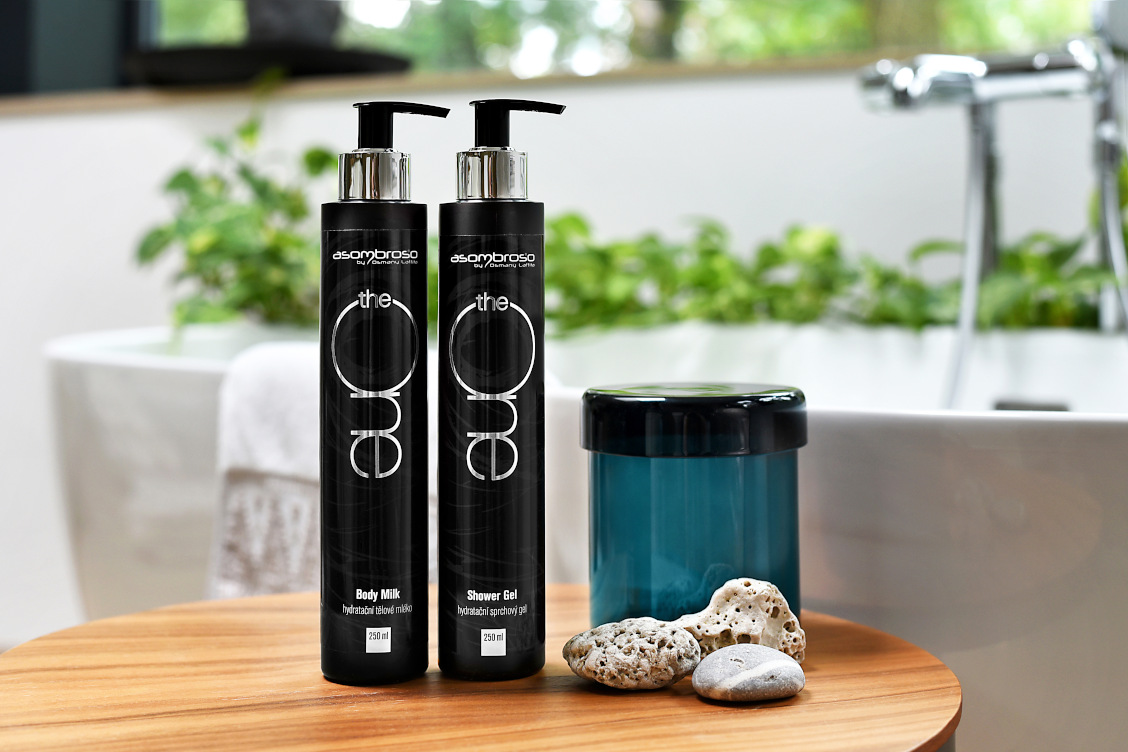 asombroso
by Osmany Laffita
the
One
Body Milk
hydratační tělové mléko
250 ml
asombroso
by Osmany Laffita
the
One
Shower Gel
hydratační sprchový gel
250 ml